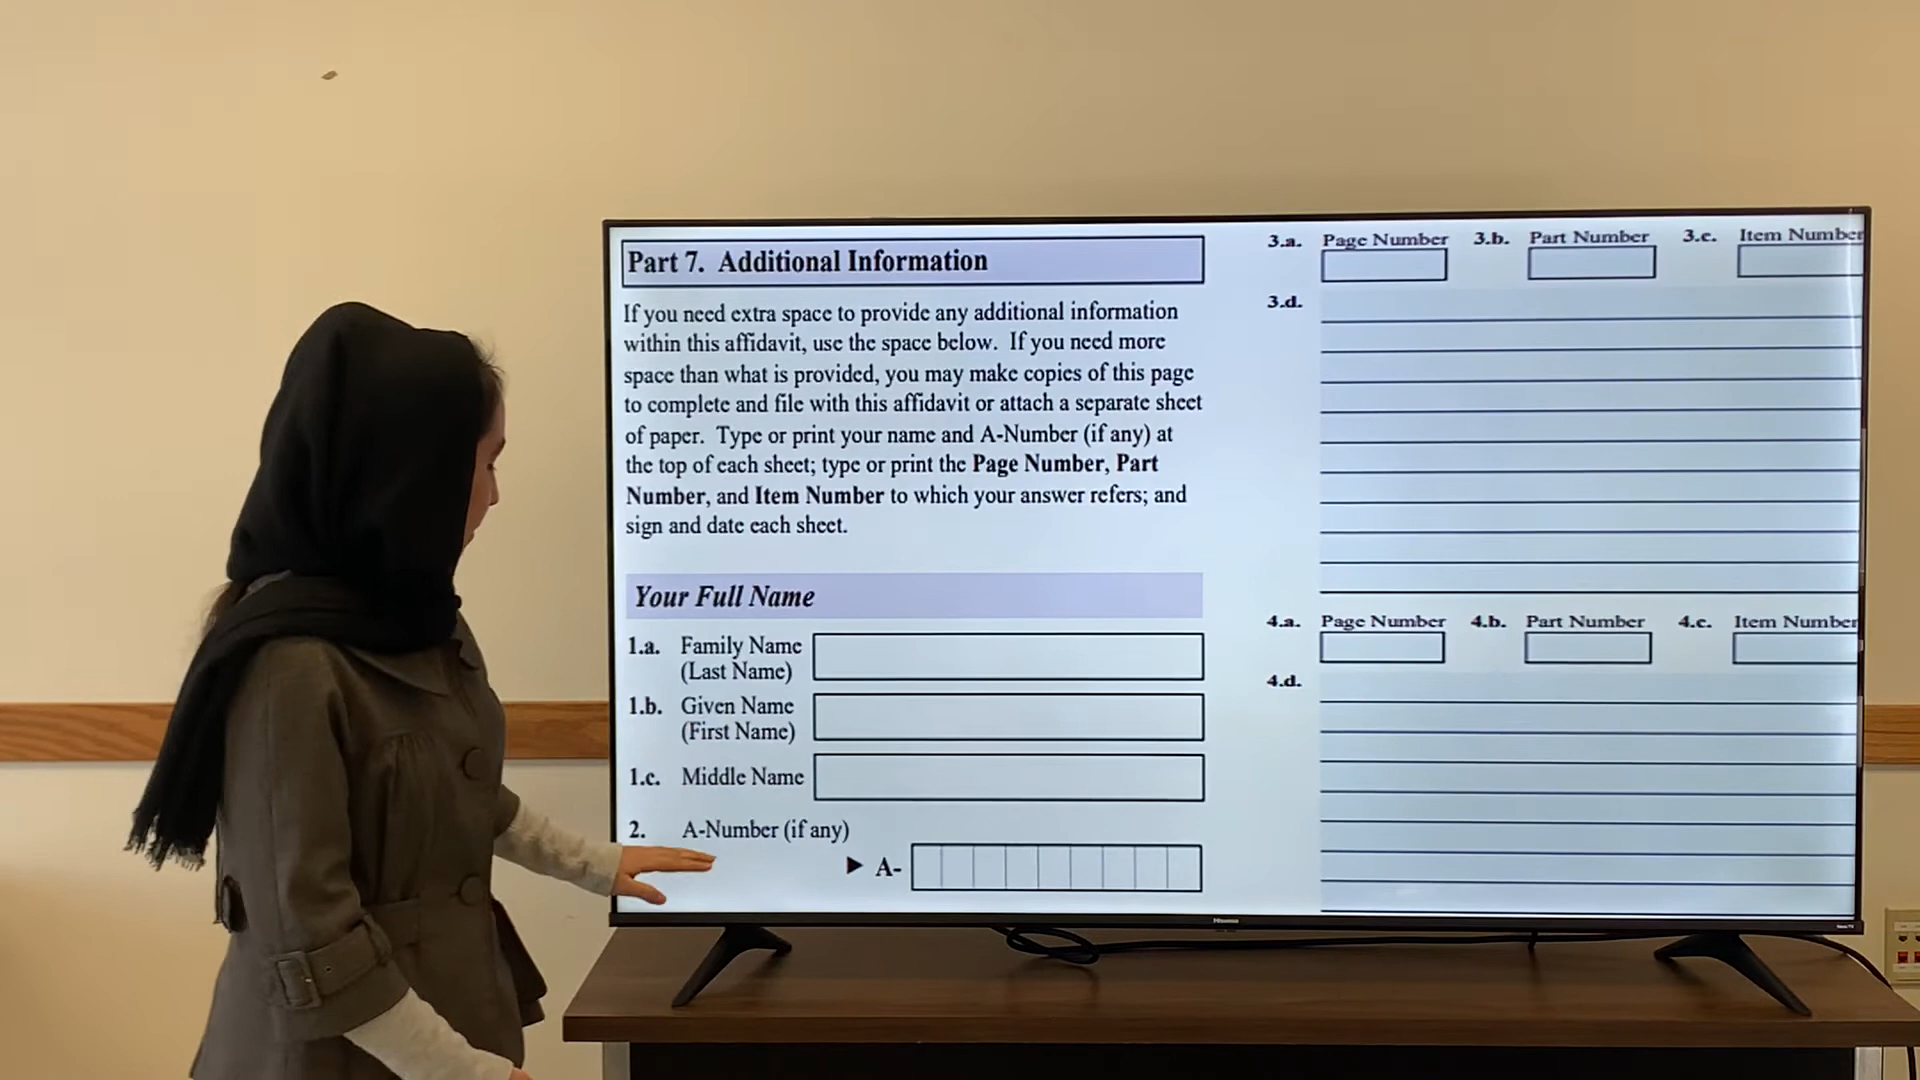 Part 7. Additional Information
If you need extra space to provide any additional information
within this affidavit, use the space below. If you need more
space than what is provided, you may make copies of this page
to complete and file with this affidavit or attach a separate sheet
of paper. Type or print your name and A-Number (if any) at
the top of each sheet; type or print the Page Number, Part
Number, and Item Number to which your answer refers; and
sign and date each sheet.
Your Full Name
1.a. Family Name
(Last Name)
1.b. Given Name
(First Name)
1.c. Middle Name
2. A-Number (if any)
► A-
3.a. Page Number 3.b. Part Number 3.c. Item Number
3.d.
4.a. Page Number 4.b. Part Number 4.c. Item Number
4.d.
Hisense